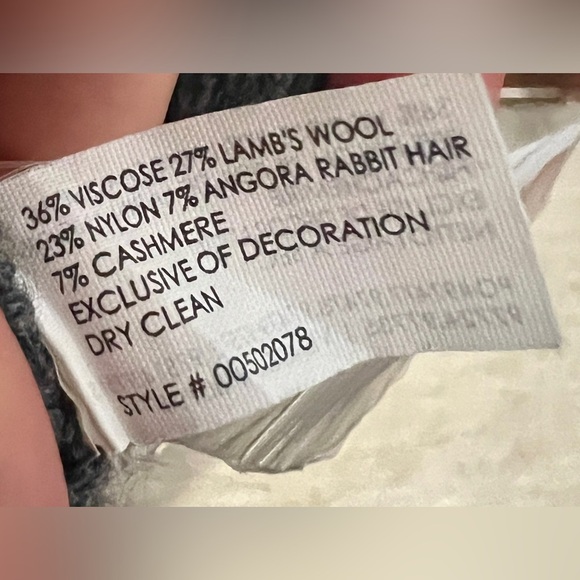 36% VISCOSE 27% LAMB'S WOOL
23% NYLON 7% ANGORA RABBIT HAIR
7% CASHMERE
EXCLUSIVE OF DECORATION
DRY CLEAN
STYLE # 00502078